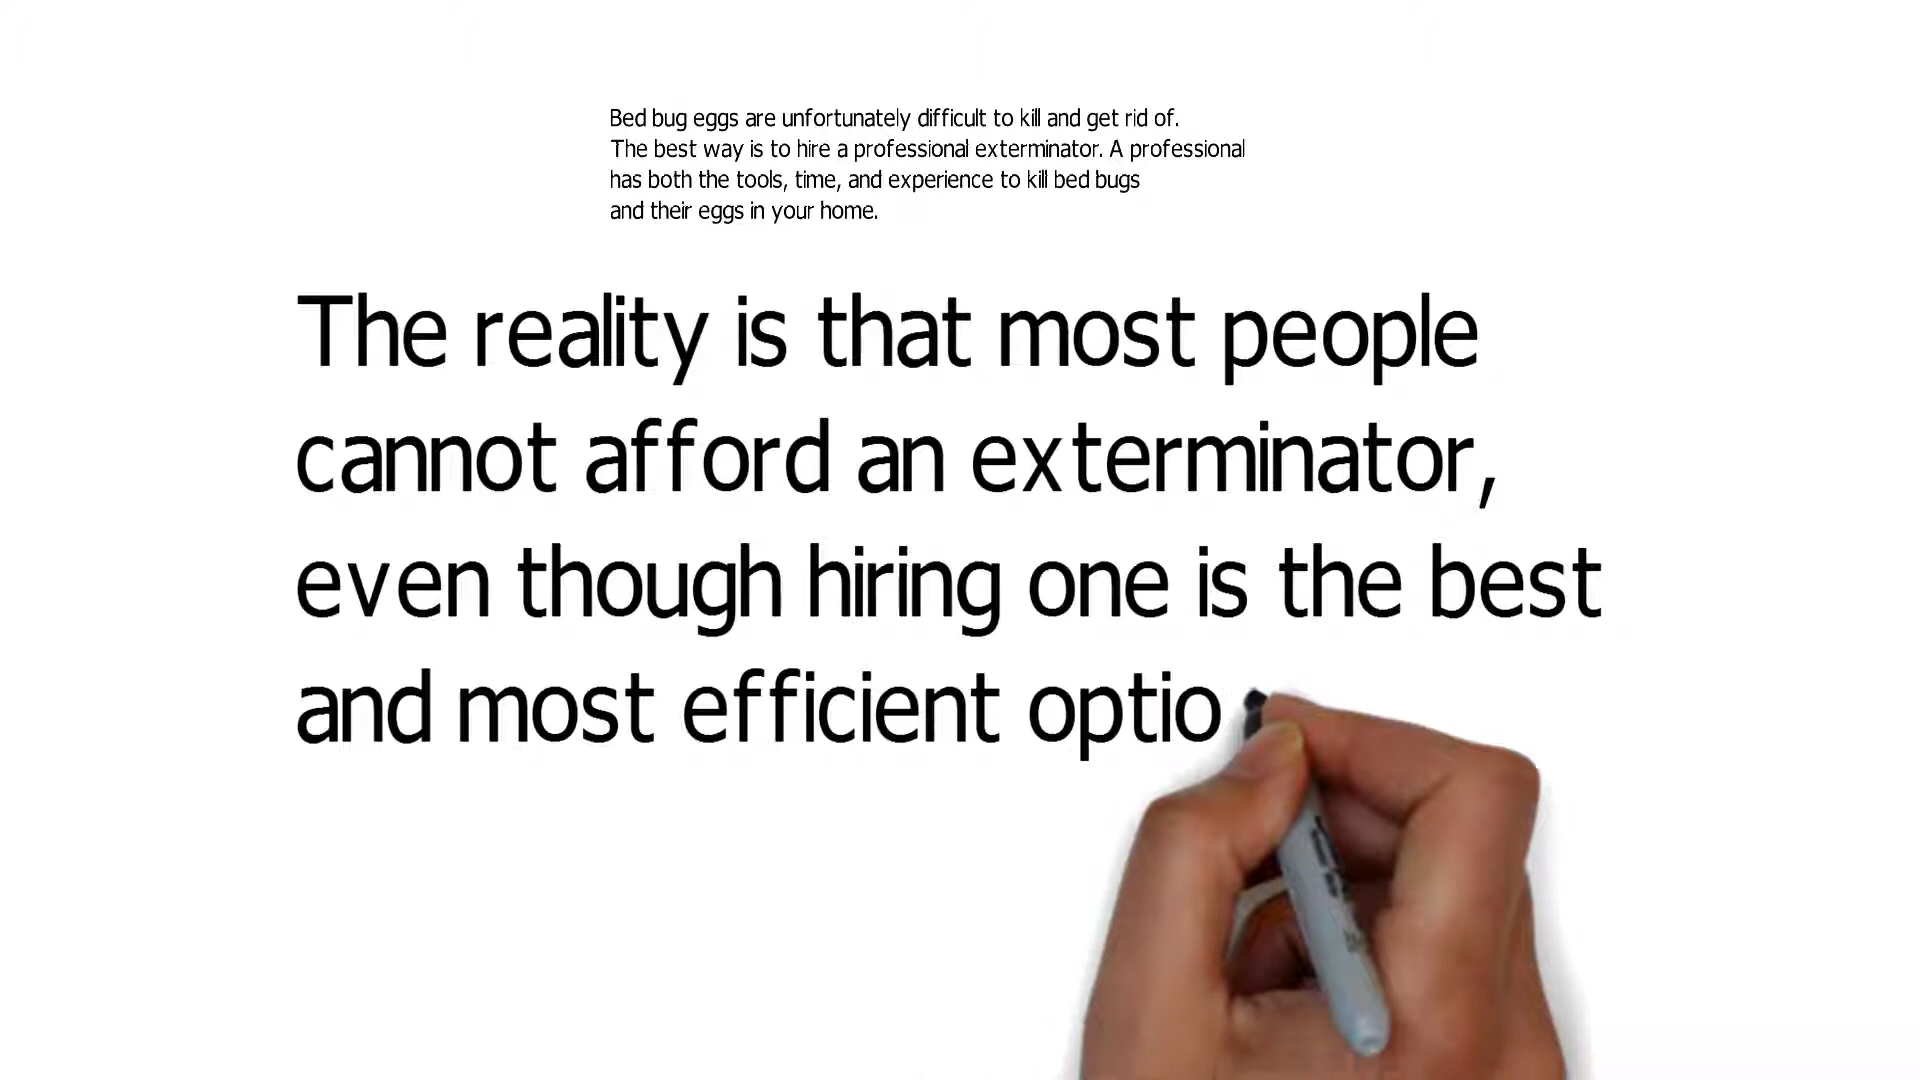 Bed bug eggs are unfortunately difficult to kill and get rid of.
The best way is to hire a professional exterminator. A professional
has both the tools, time, and experience to kill bed bugs
and their eggs in your home.
The reality is that most people
cannot afford an exterminator,
even though hiring one is the best
and most efficient optio